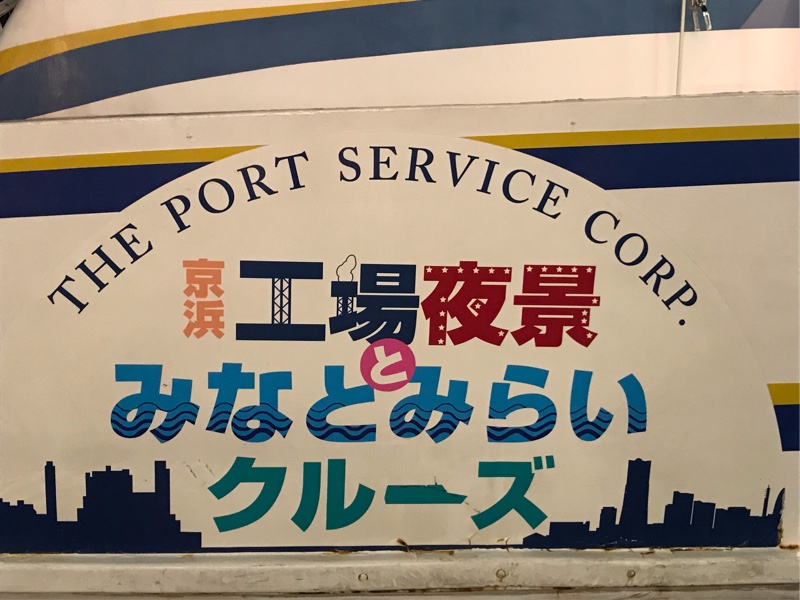 THE PORT SERVICE CORP.
京浜工場夜景
と
みなとみらい
クルーズ